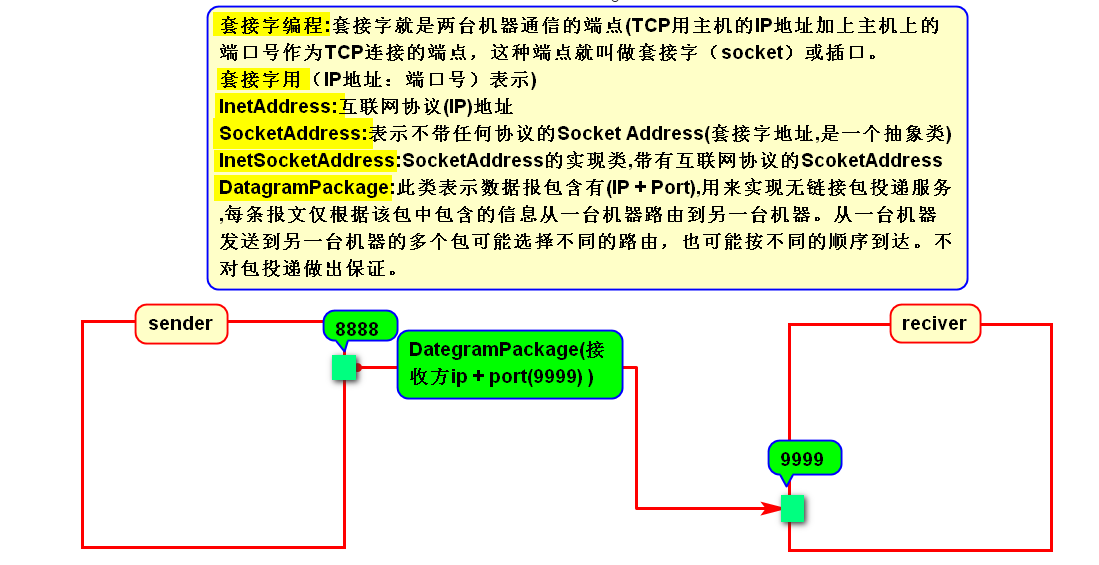 套接字编程:套接字就是两台机器通信的端点(TCP用主机的IP地址加上主机上的
端口号作为TCP连接的端点，这种端点就叫做套接字（socket）或插口。
套接字用（IP地址：端口号）表示)
InetAddress:互联网协议(IP)地址
SocketAddress:表示不带任何协议的Socket Address(套接字地址,是一个抽象类)
InetSocketAddress:SocketAddress的实现类,带有互联网协议的ScoketAddress
DatagramPackage:此类表示数据报包含有(IP + Port),用来实现无链接包投递服务
,每条报文仅根据该包中包含的信息从一台机器路由到另一台机器。从一台机器
发送到另一台机器的多个包可能选择不同的路由，也可能按不同的顺序到达。不
对包投递做出保证。
sender
8888
DategramPackage(接
收方ip + port(9999) )
reciver
9999